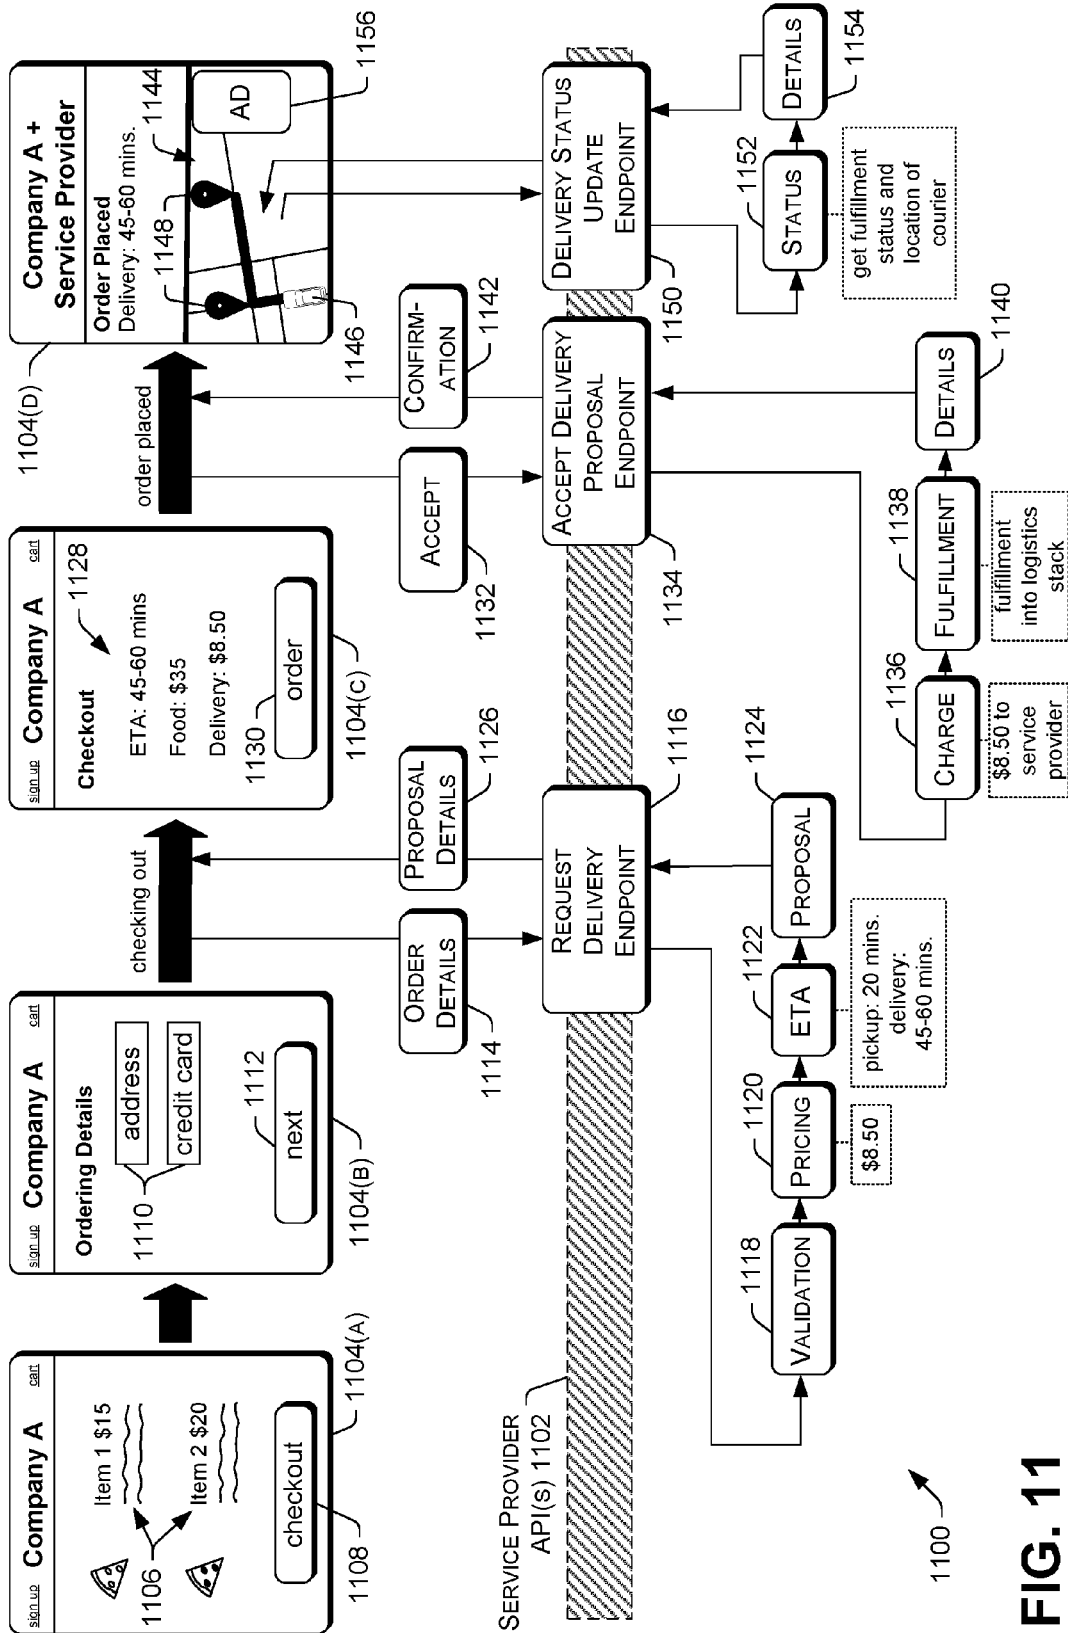 sign up Company A cart
Item 1 $15
1106
Item 2 $20
checkout
1108
1104(A)
sign up Company A cart
Ordering Details
address
1110
credit card
1112
next
1104(B)
checking out
sign up Company A cart
Checkout
1128
ETA: 45-60 mins
Food: $35
Delivery: $8.50
1130
order
1104(C)
order placed
1104(D)
Company A +
Service Provider
Order Placed
Delivery: 45-60 mins.
1148
1144
AD
1146
1156
ORDER
DETAILS
1114
PROPOSAL
DETAILS
1126
ACCEPT
1132
CONFIRM-
ATION
1142
SERVICE PROVIDER
API(s) 1102
REQUEST
DELIVERY
ENDPOINT
1116
ACCEPT DELIVERY
PROPOSAL
ENDPOINT
1134
DELIVERY STATUS
UPDATE
ENDPOINT
1150
1118
VALIDATION
1120
PRICING
$8.50
1122
ETA
pickup: 20 mins.
delivery:
45-60 mins.
1124
PROPOSAL
1136
CHARGE
$8.50 to
service
provider
1138
FULFILLMENT
fulfillment
into logistics
stack
DETAILS
1140
1152
STATUS
get fulfillment
status and
location of
courier
DETAILS
1154
1100
FIG. 11